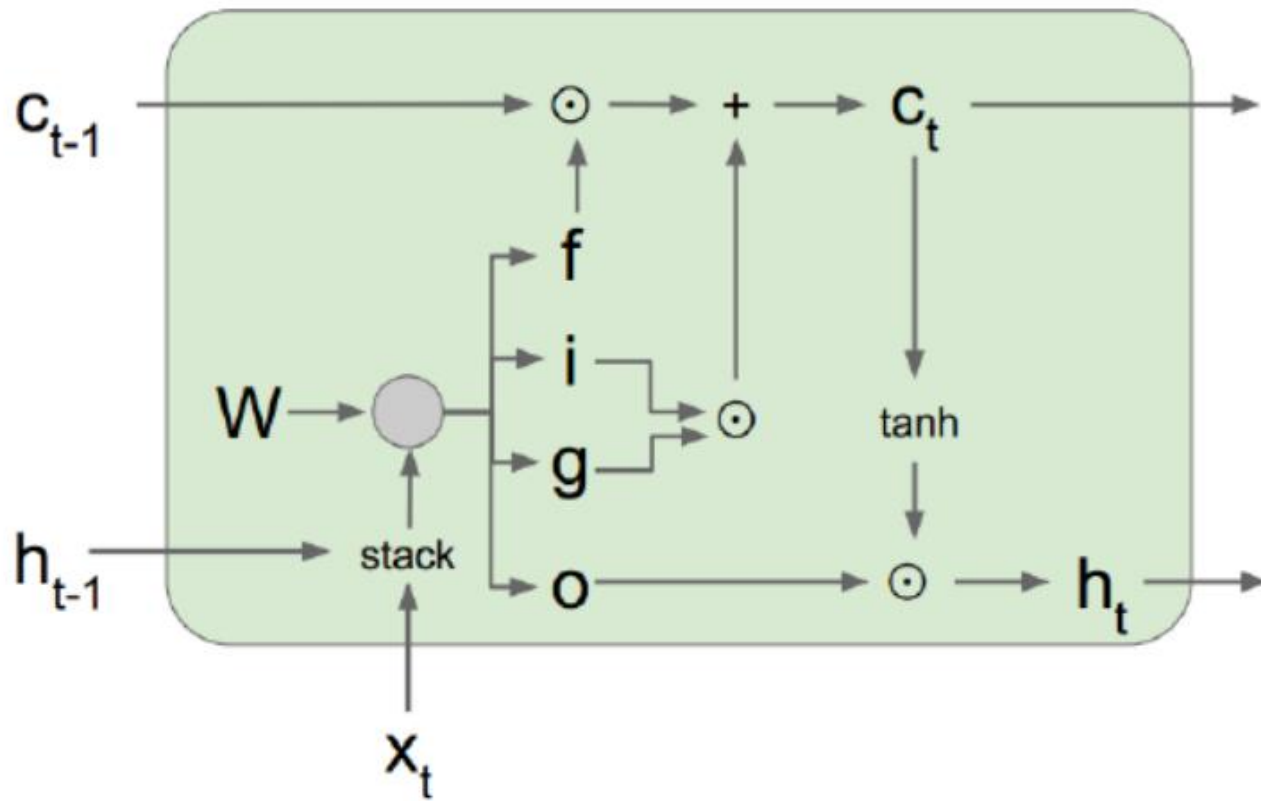 c_{t-1} ⊙ + c_t
f
i
W ⊙ tanh
g
h_{t-1} stack
o ⊙ h_t
x_t